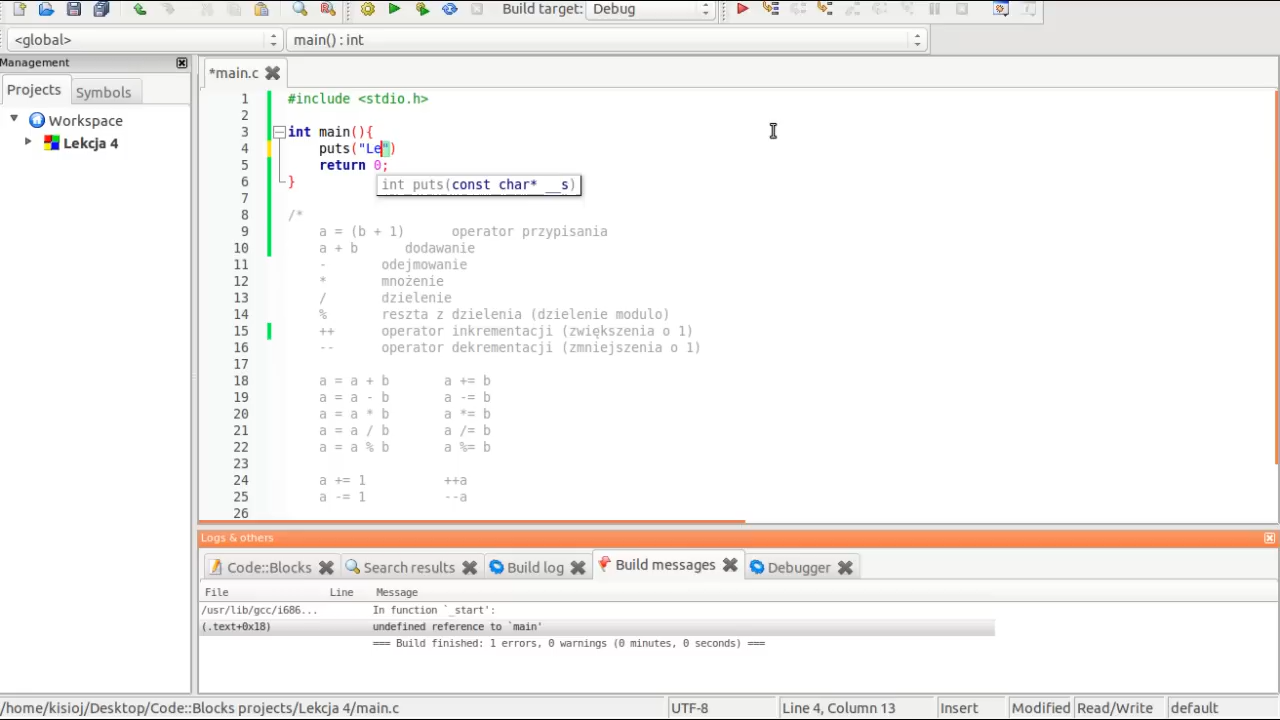 Build target: Debug
<global> main() : int
Management
*main.c
Projects Symbols
Workspace
Lekcja 4
1 #include <stdio.h>
2
3 int main(){
4 puts("Le")
5 return 0;
6 }
int puts(const char* __s)
7
8 /*
9 a = (b + 1) operator przypisania
10 a + b dodawanie
11 - odejmowanie
12 * mnożenie
13 / dzielenie
14 % reszta z dzielenia (dzielenie modulo)
15 ++ operator inkrementacji (zwiększenia o 1)
16 -- operator dekrementacji (zmniejszenia o 1)
17
18 a = a + b a += b
19 a = a - b a -= b
20 a = a * b a *= b
21 a = a / b a /= b
22 a = a % b a %= b
23
24 a += 1 ++a
25 a -= 1 --a
26
Logs & others
Code::Blocks Search results Build log Build messages Debugger
File Line Message
/usr/lib/gcc/i686... In function `_start':
(.text+0x18) undefined reference to `main'
=== Build finished: 1 errors, 0 warnings (0 minutes, 0 seconds) ===
/home/kisioj/Desktop/Code::Blocks projects/Lekcja 4/main.c UTF-8 Line 4, Column 13 Insert Modified Read/Write default